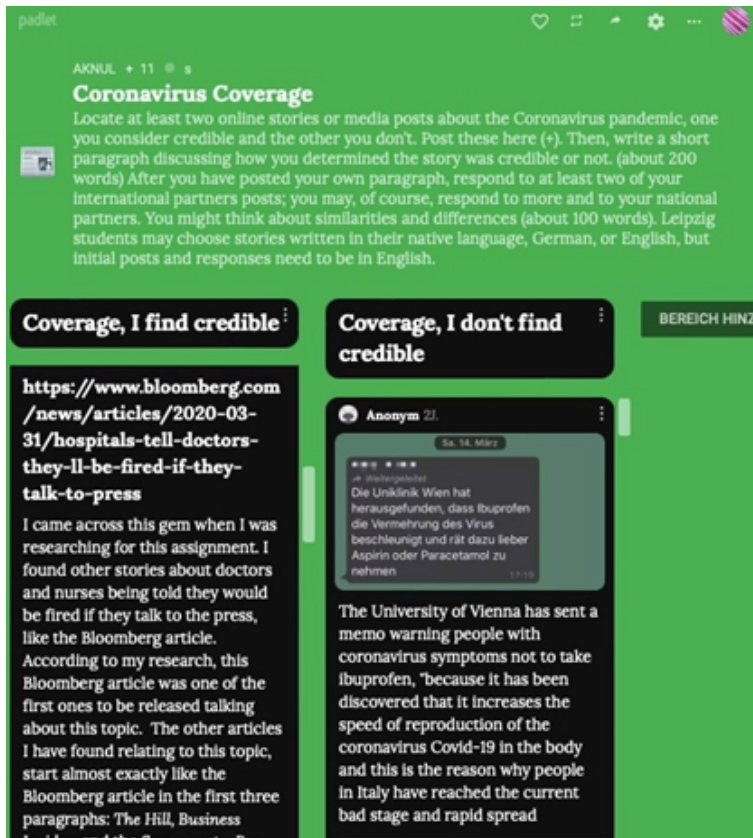 padlet
AKNUL + 11 s
Coronavirus Coverage
Locate at least two online stories or media posts about the Coronavirus pandemic, one
you consider credible and the other you don't. Post these here (+). Then, write a short
paragraph discussing how you determined the story was credible or not. (about 200
words) After you have posted your own paragraph, respond to at least two of your
international partners posts; you may, of course, respond to more and to your national
partners. You might think about similarities and differences (about 100 words). Leipzig
students may choose stories written in their native language, German, or English, but
initial posts and responses need to be in English.
Coverage, I find credible
https://www.bloomberg.com
/news/articles/2020-03-
31/hospitals-tell-doctors-
they-ll-be-fired-if-they-
talk-to-press
I came across this gem when I was
researching for this assignment. I
found other stories about doctors
and nurses being told they would
be fired if they talk to the press,
like the Bloomberg article.
According to my research, this
Bloomberg article was one of the
first ones to be released talking
about this topic. The other articles
I have found relating to this topic,
start almost exactly like the
Bloomberg article in the first three
paragraphs: The Hill, Business
Coverage, I don't find
credible
Anonym 2J.
Sa. 14. März
Weitergeleitet
Die Uniklinik Wien hat
herausgefunden, dass Ibuprofen
die Vermehrung des Virus
beschleunigt und rät dazu lieber
Aspirin oder Paracetamol zu
nehmen
17:19
The University of Vienna has sent a
memo warning people with
coronavirus symptoms not to take
ibuprofen, "because it has been
discovered that it increases the
speed of reproduction of the
coronavirus Covid-19 in the body
and this is the reason why people
in Italy have reached the current
bad stage and rapid spread
BEREICH HINZ